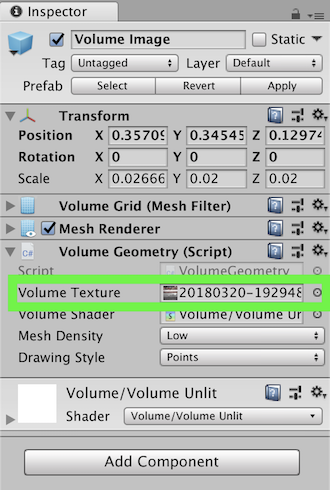 Inspector
Volume Image Static
Tag Untagged Layer Default
Prefab Select Revert Apply
Transform
Position X 0.35709 Y 0.34545 Z 0.12974
Rotation X 0 Y 0 Z 0
Scale X 0.02666 Y 0.02 Z 0.02
Volume Grid (Mesh Filter)
Mesh Renderer
C#
Volume Geometry (Script)
Script VolumeGeometry
Volume Texture 20180320-192948
Volume Shader Volume/Volume Un
Mesh Density Low
Drawing Style Points
Volume/Volume Unlit
Shader Volume/Volume Unlit
Add Component